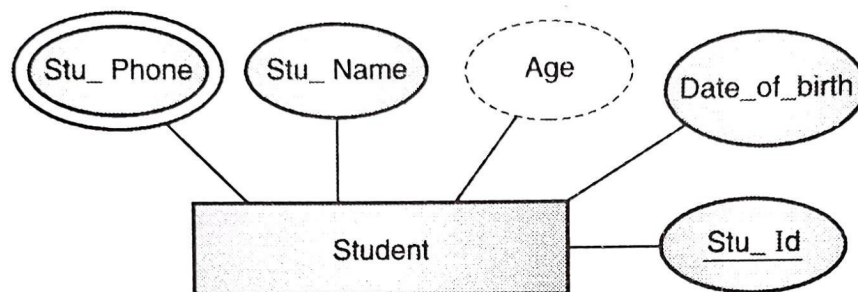 Stu_ Phone
Stu_ Name
Age
Date_of_birth
Student
Stu_ Id